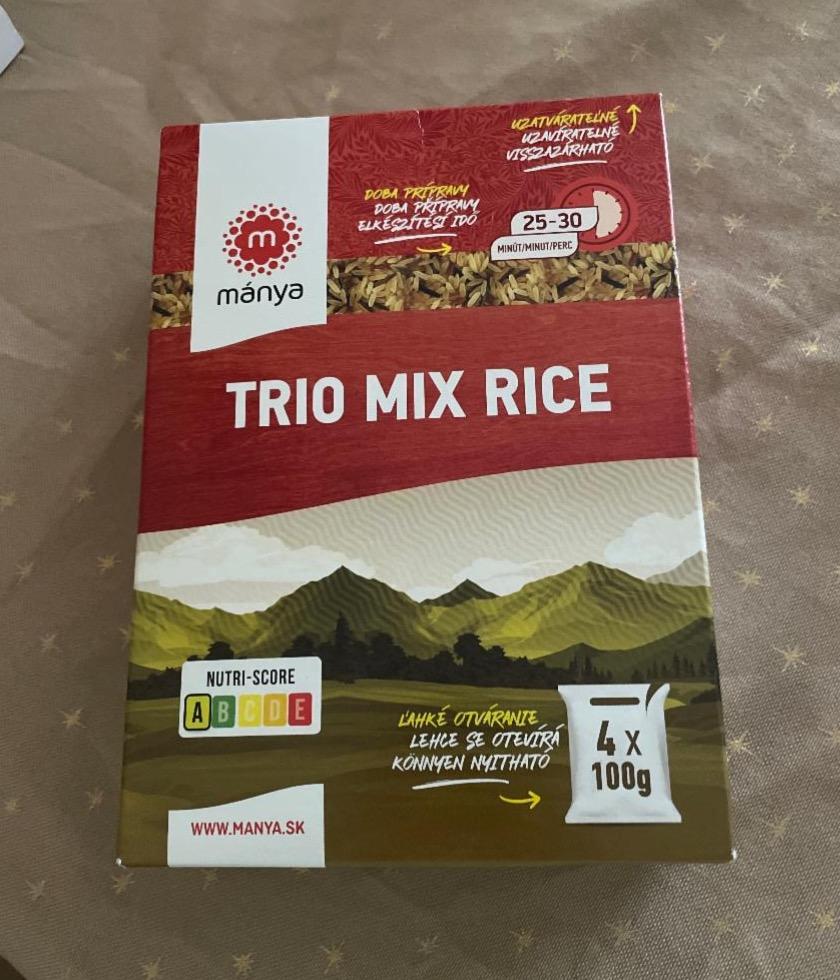 UZATVÁRATEĽNÉ
UZAVÍRATELNÉ
VISSZAZÁRHATÓ
DOBA PRÍPRAVY
DOBA PŘÍPRAVY
ELKÉSZÍTÉSI IDŐ
25-30
MINÚT/MINUT/PERC
m
mánya
TRIO MIX RICE
NUTRI-SCORE
A B C D E
ĽAHKÉ OTVÁRANIE
LEHCE SE OTEVÍRÁ
KÖNNYEN NYITHATÓ
4 X
100g
WWW.MANYA.SK